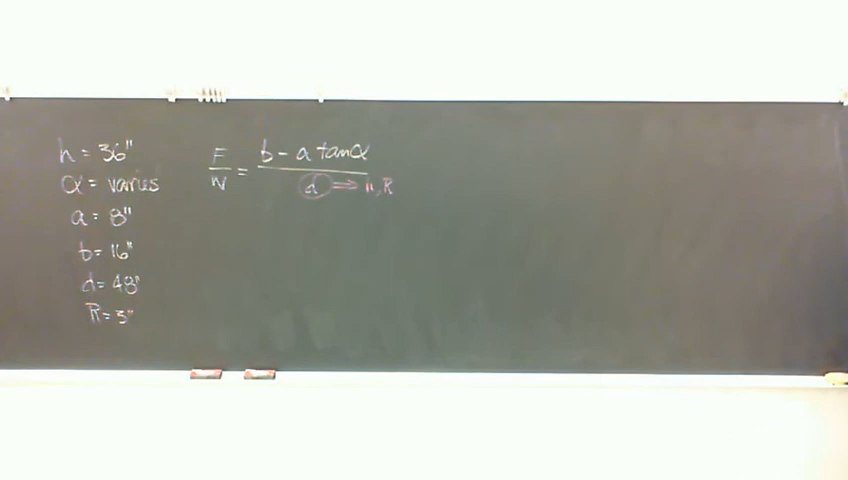 h = 36"
α = varies
a = 8"
b = 16"
d = 48"
R = 3"
F/W = (b - a tanα)/d ⇒ h, R